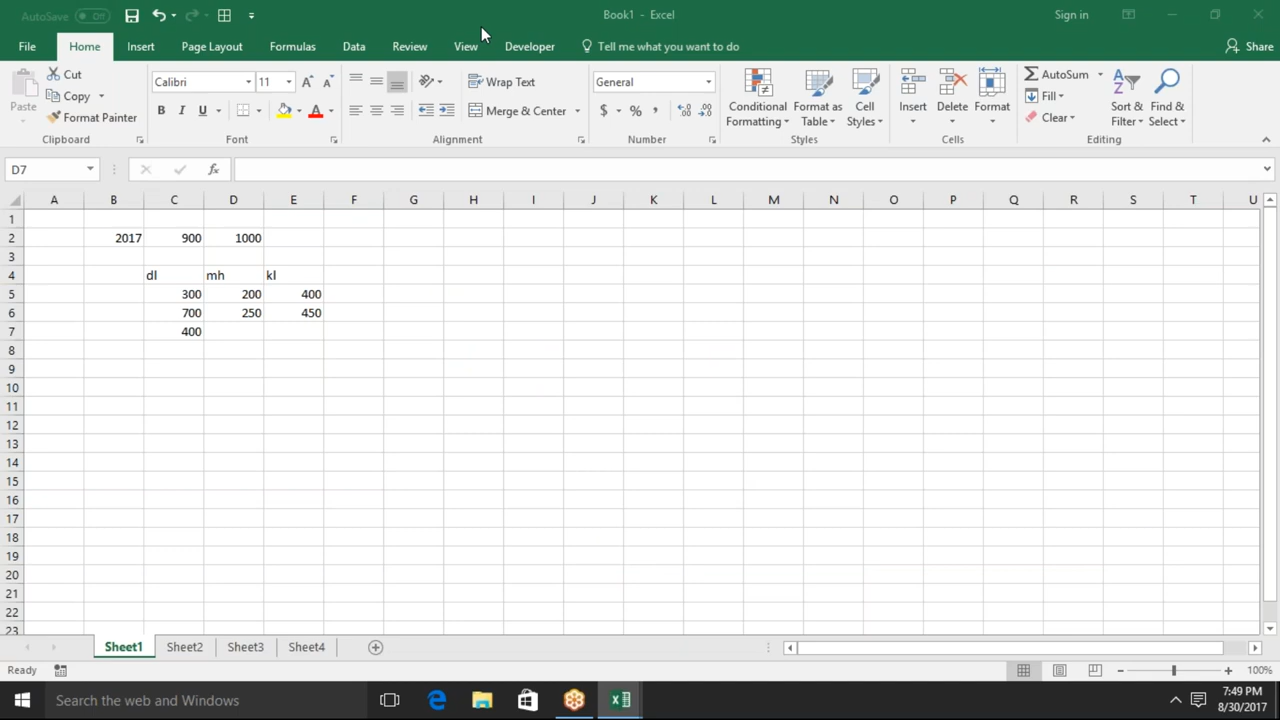 AutoSave Off
Book1 - Excel
Sign in
File Home Insert Page Layout Formulas Data Review View Developer Tell me what you want to do Share
Paste
Cut
Copy
Format Painter
Clipboard
Calibri 11
B I U
Font
Wrap Text
Merge & Center
Alignment
General
$ % ,
Number
Conditional Formatting
Format as Table
Cell Styles
Styles
Insert Delete Format
Cells
AutoSum
Fill
Clear
Sort & Filter
Find & Select
Editing
D7 fx
A B C D E F G H I J K L M N O P Q R S T U
1
2 2017 900 1000
3
4 dl mh kl
5 300 200 400
6 700 250 450
7 400
8
9
10
11
12
13
14
15
16
17
18
19
20
21
22
23
Sheet1 Sheet2 Sheet3 Sheet4
Ready 100%
Search the web and Windows
7:49 PM
8/30/2017